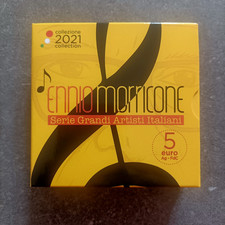 collezione
2021
collection
ENNIO MORRICONE
Serie Grandi Artisti Italiani
5
euro
Ag - FDC